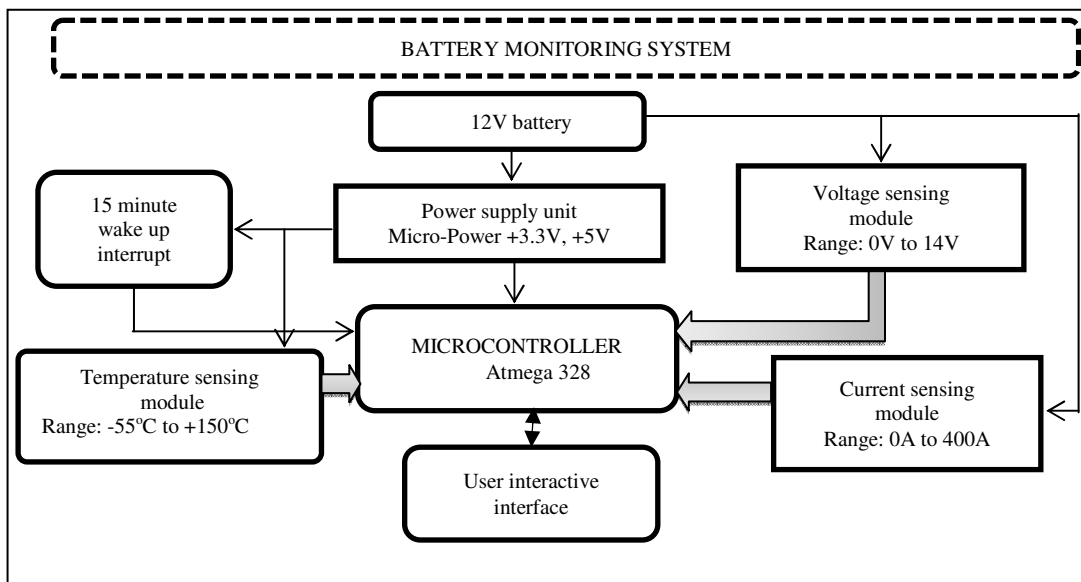 BATTERY MONITORING SYSTEM
12V battery
15 minute
wake up
interrupt
Power supply unit
Micro-Power +3.3V, +5V
Voltage sensing
module
Range: 0V to 14V
MICROCONTROLLER
Atmega 328
Temperature sensing
module
Range: -55°C to +150°C
Current sensing
module
Range: 0A to 400A
User interactive
interface